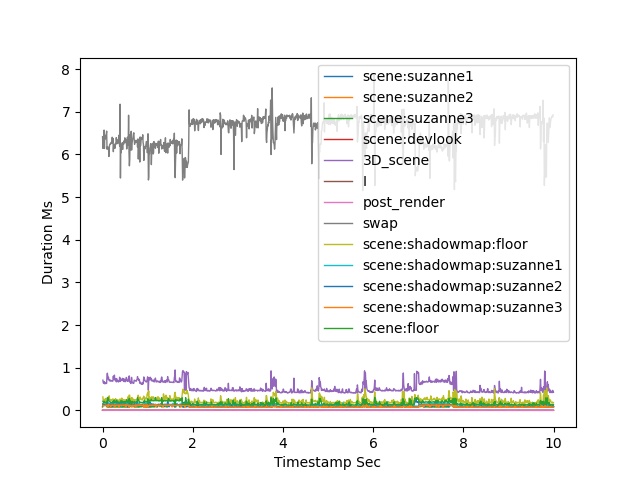 8
7
6
5
4
3
2
1
0
Duration Ms
scene:suzanne1
scene:suzanne2
scene:suzanne3
scene:devlook
3D_scene
l
post_render
swap
scene:shadowmap:floor
scene:shadowmap:suzanne1
scene:shadowmap:suzanne2
scene:shadowmap:suzanne3
scene:floor
0 2 4 6 8 10
Timestamp Sec